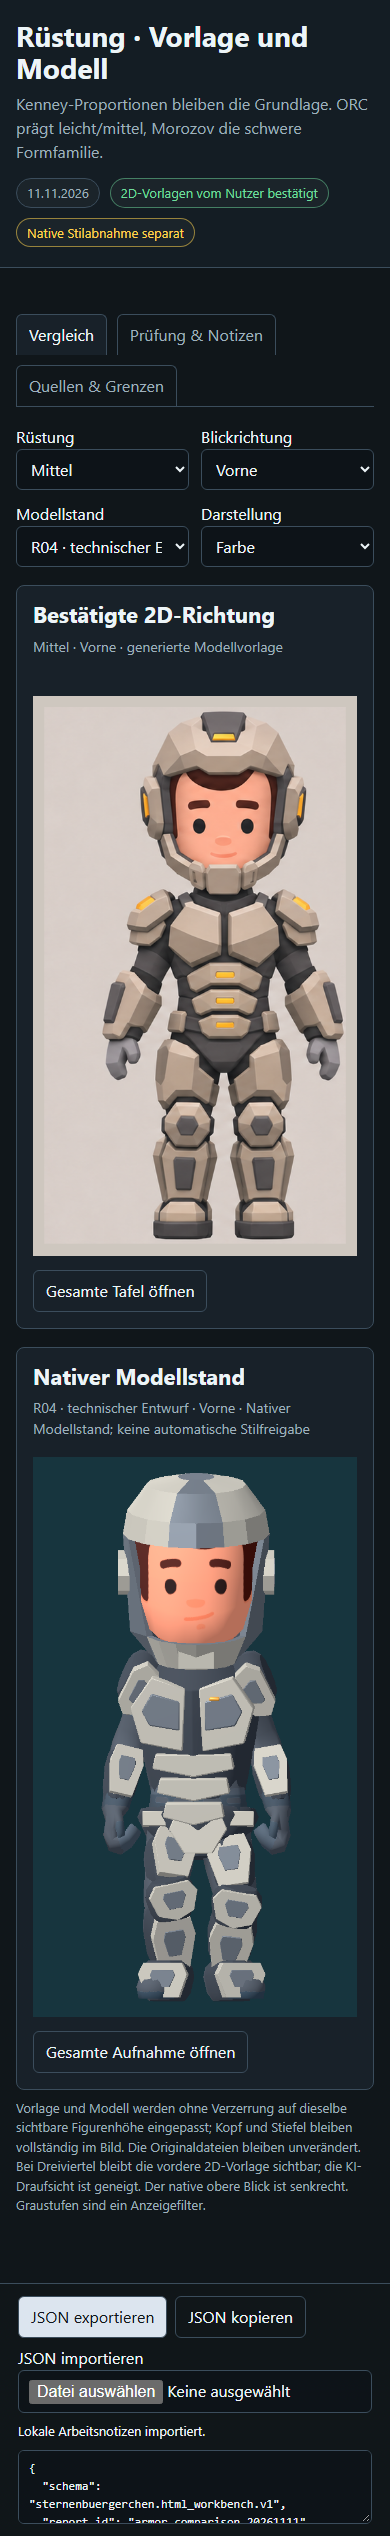 Rüstung · Vorlage und
Modell
Kenney-Proportionen bleiben die Grundlage. ORC
prägt leicht/mittel, Morozov die schwere
Formfamilie.
11.11.2026
2D-Vorlagen vom Nutzer bestätigt
Native Stilabnahme separat
Vergleich
Prüfung & Notizen
Quellen & Grenzen
Rüstung
Blickrichtung
Mittel
Vorne
Modellstand
Darstellung
R04 · technischer E
Farbe
Bestätigte 2D-Richtung
Mittel · Vorne · generierte Modellvorlage
Gesamte Tafel öffnen
Nativer Modellstand
R04 · technischer Entwurf · Vorne · Nativer
Modellstand; keine automatische Stilfreigabe
Gesamte Aufnahme öffnen
Vorlage und Modell werden ohne Verzerrung auf dieselbe
sichtbare Figurenhöhe eingepasst; Kopf und Stiefel bleiben
vollständig im Bild. Die Originaldateien bleiben unverändert.
Bei Dreiviertel bleibt die vordere 2D-Vorlage sichtbar; die KI-
Draufsicht ist geneigt. Der native obere Blick ist senkrecht.
Graustufen sind ein Anzeigefilter.
JSON exportieren
JSON kopieren
JSON importieren
Datei auswählen Keine ausgewählt
Lokale Arbeitsnotizen importiert.
{
"schema":
"sternenbuergerchen.html_workbench.v1",
"report_id": "armor_comparison_20261111"